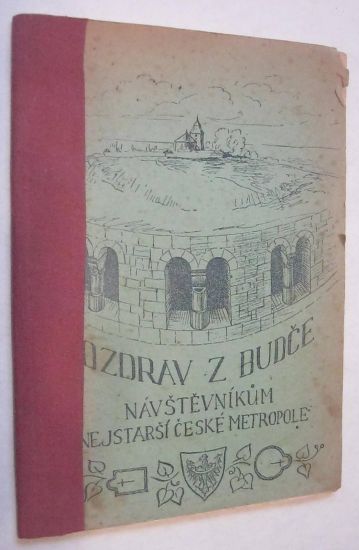 OZDRAV Z BUDČE
NÁVŠTĚVNÍKŮM
NEJSTARŠÍ ČESKÉ METROPOLE